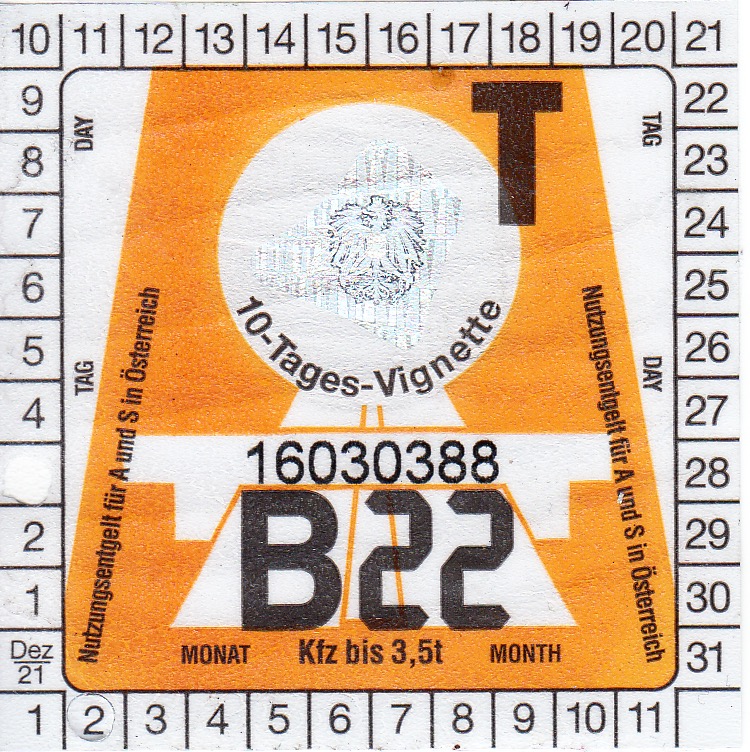 10 11 12 13 14 15 16 17 18 19 20 21
9
8
7
6
5
4
2
1
Dez
21
1 2 3 4 5 6 7 8 9 10 11
22
23
24
25
26
27
28
29
30
31
DAY
TAG
T
TAG
DAY
Nutzungsentgelt für A und S in Österreich
Nutzungsentgelt für A und S in Österreich
10-Tages-Vignette
16030388
B22
MONAT Kfz bis 3,5t MONTH